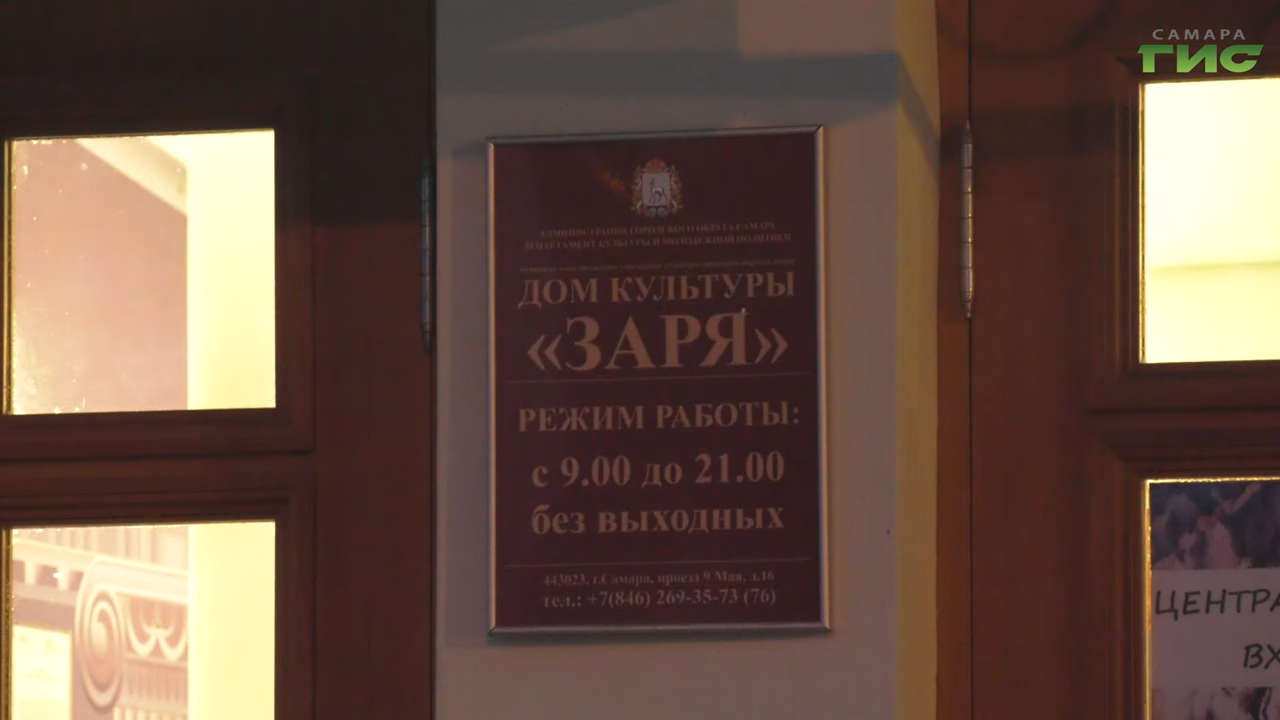 САМАРА
ГИС
АДМИНИСТРАЦИЯ ГОРОДСКОГО ОКРУГА САМАРА
ДЕПАРТАМЕНТ КУЛЬТУРЫ И МОЛОДЕЖНОЙ ПОЛИТИКИ
ДОМ КУЛЬТУРЫ
«ЗАРЯ»
РЕЖИМ РАБОТЫ:
с 9.00 до 21.00
без выходных
443023, г.Самара, проезд 9 Мая, д.16
тел.: +7(846) 269-35-73 (76)
ЦЕНТРА
ВХ